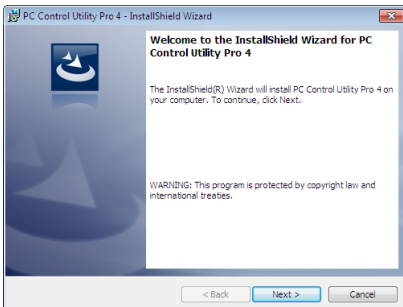 PC Control Utility Pro 4 - InstallShield Wizard
Welcome to the InstallShield Wizard for PC
Control Utility Pro 4
The InstallShield(R) Wizard will install PC Control Utility Pro 4 on
your computer. To continue, click Next.
WARNING: This program is protected by copyright law and
international treaties.
< Back
Next >
Cancel